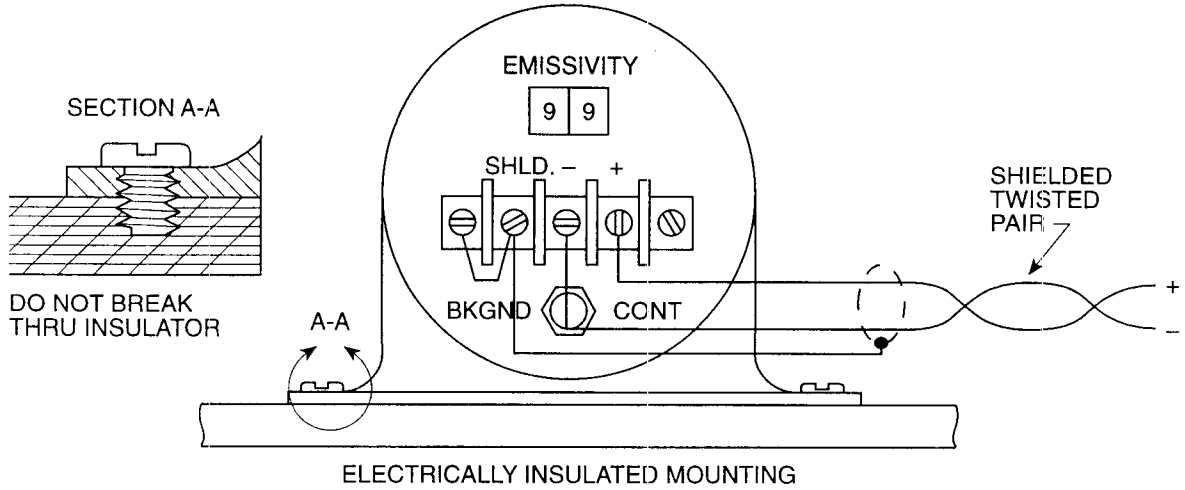 EMISSIVITY
9 9
SECTION A-A
SHLD. − +
SHIELDED
TWISTED
PAIR
DO NOT BREAK
THRU INSULATOR
BKGND
CONT
A-A
+
−
ELECTRICALLY INSULATED MOUNTING